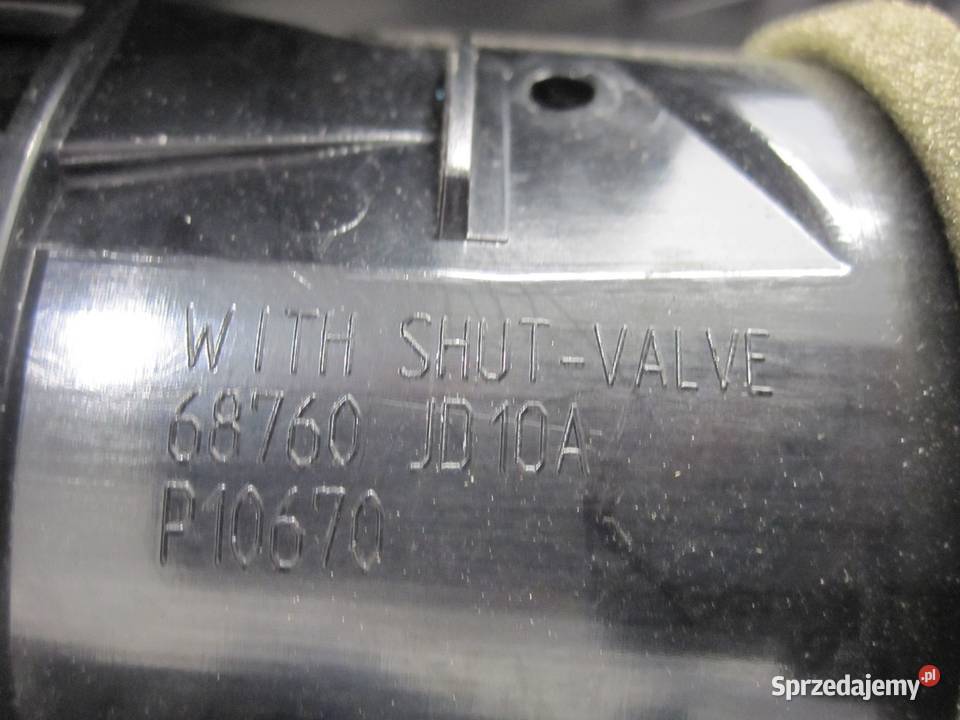 WITH SHUT-VALVE
68760 JD10A
P10670
Sprzedajemy.pl